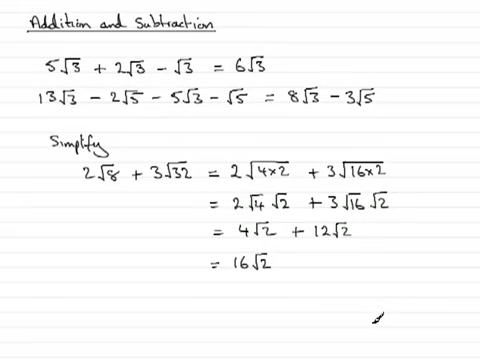 Addition and Subtraction
5√3 + 2√3 - √3 = 6√3
13√3 - 2√5 - 5√3 - √5 = 8√3 - 3√5
Simplify
2√8 + 3√32 = 2√4×2 + 3√16×2
= 2√4 √2 + 3√16 √2
= 4√2 + 12√2
= 16√2